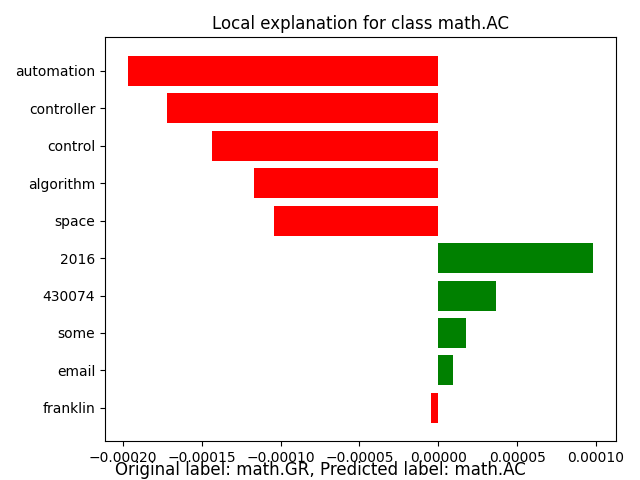 Local explanation for class math.AC
automation
controller
control
algorithm
space
2016
430074
some
email
franklin
−0.00020 −0.00015 −0.00010 −0.00005 0.00000 0.00005 0.00010
Original label: math.GR, Predicted label: math.AC